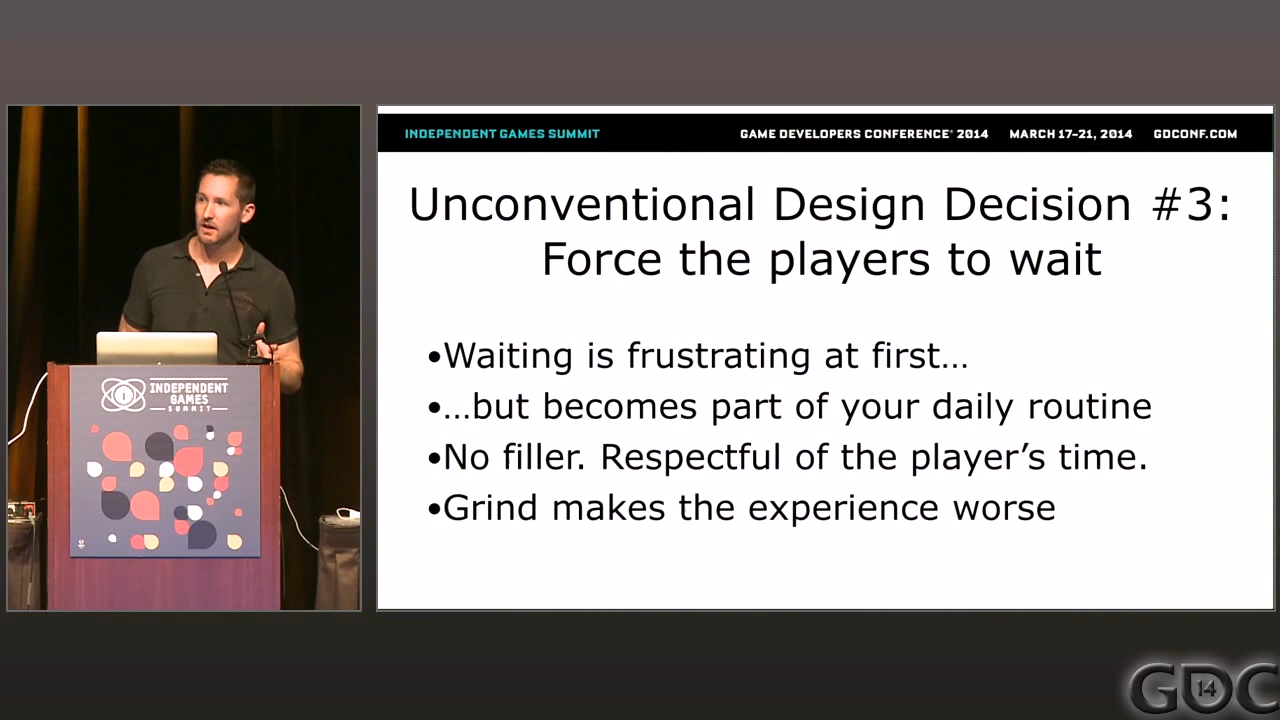 INDEPENDENT GAMES SUMMIT
GAME DEVELOPERS CONFERENCE® 2014 MARCH 17-21, 2014 GDCONF.COM
Unconventional Design Decision #3:
Force the players to wait
•Waiting is frustrating at first…
•…but becomes part of your daily routine
•No filler. Respectful of the player’s time.
•Grind makes the experience worse
INDEPENDENT
GAMES
SUMMIT
GDC
14